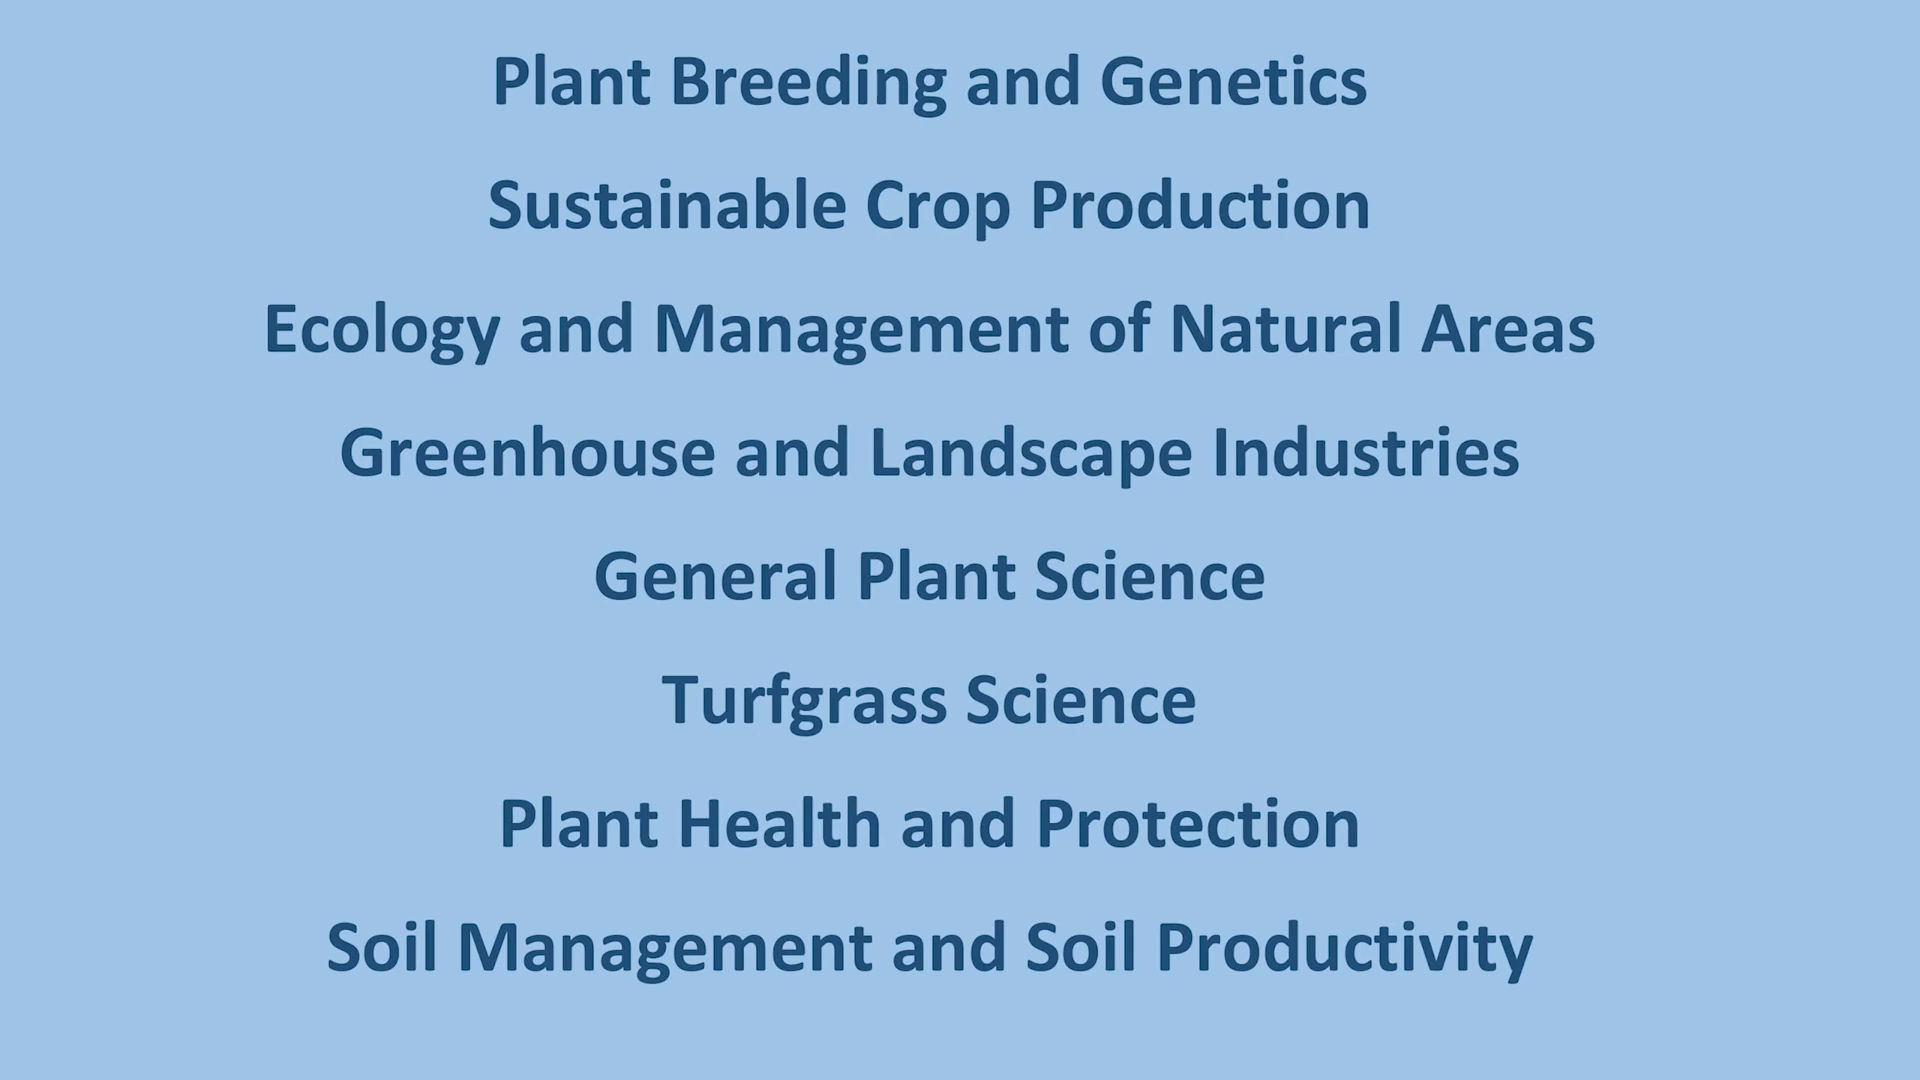 Plant Breeding and Genetics
Sustainable Crop Production
Ecology and Management of Natural Areas
Greenhouse and Landscape Industries
General Plant Science
Turfgrass Science
Plant Health and Protection
Soil Management and Soil Productivity